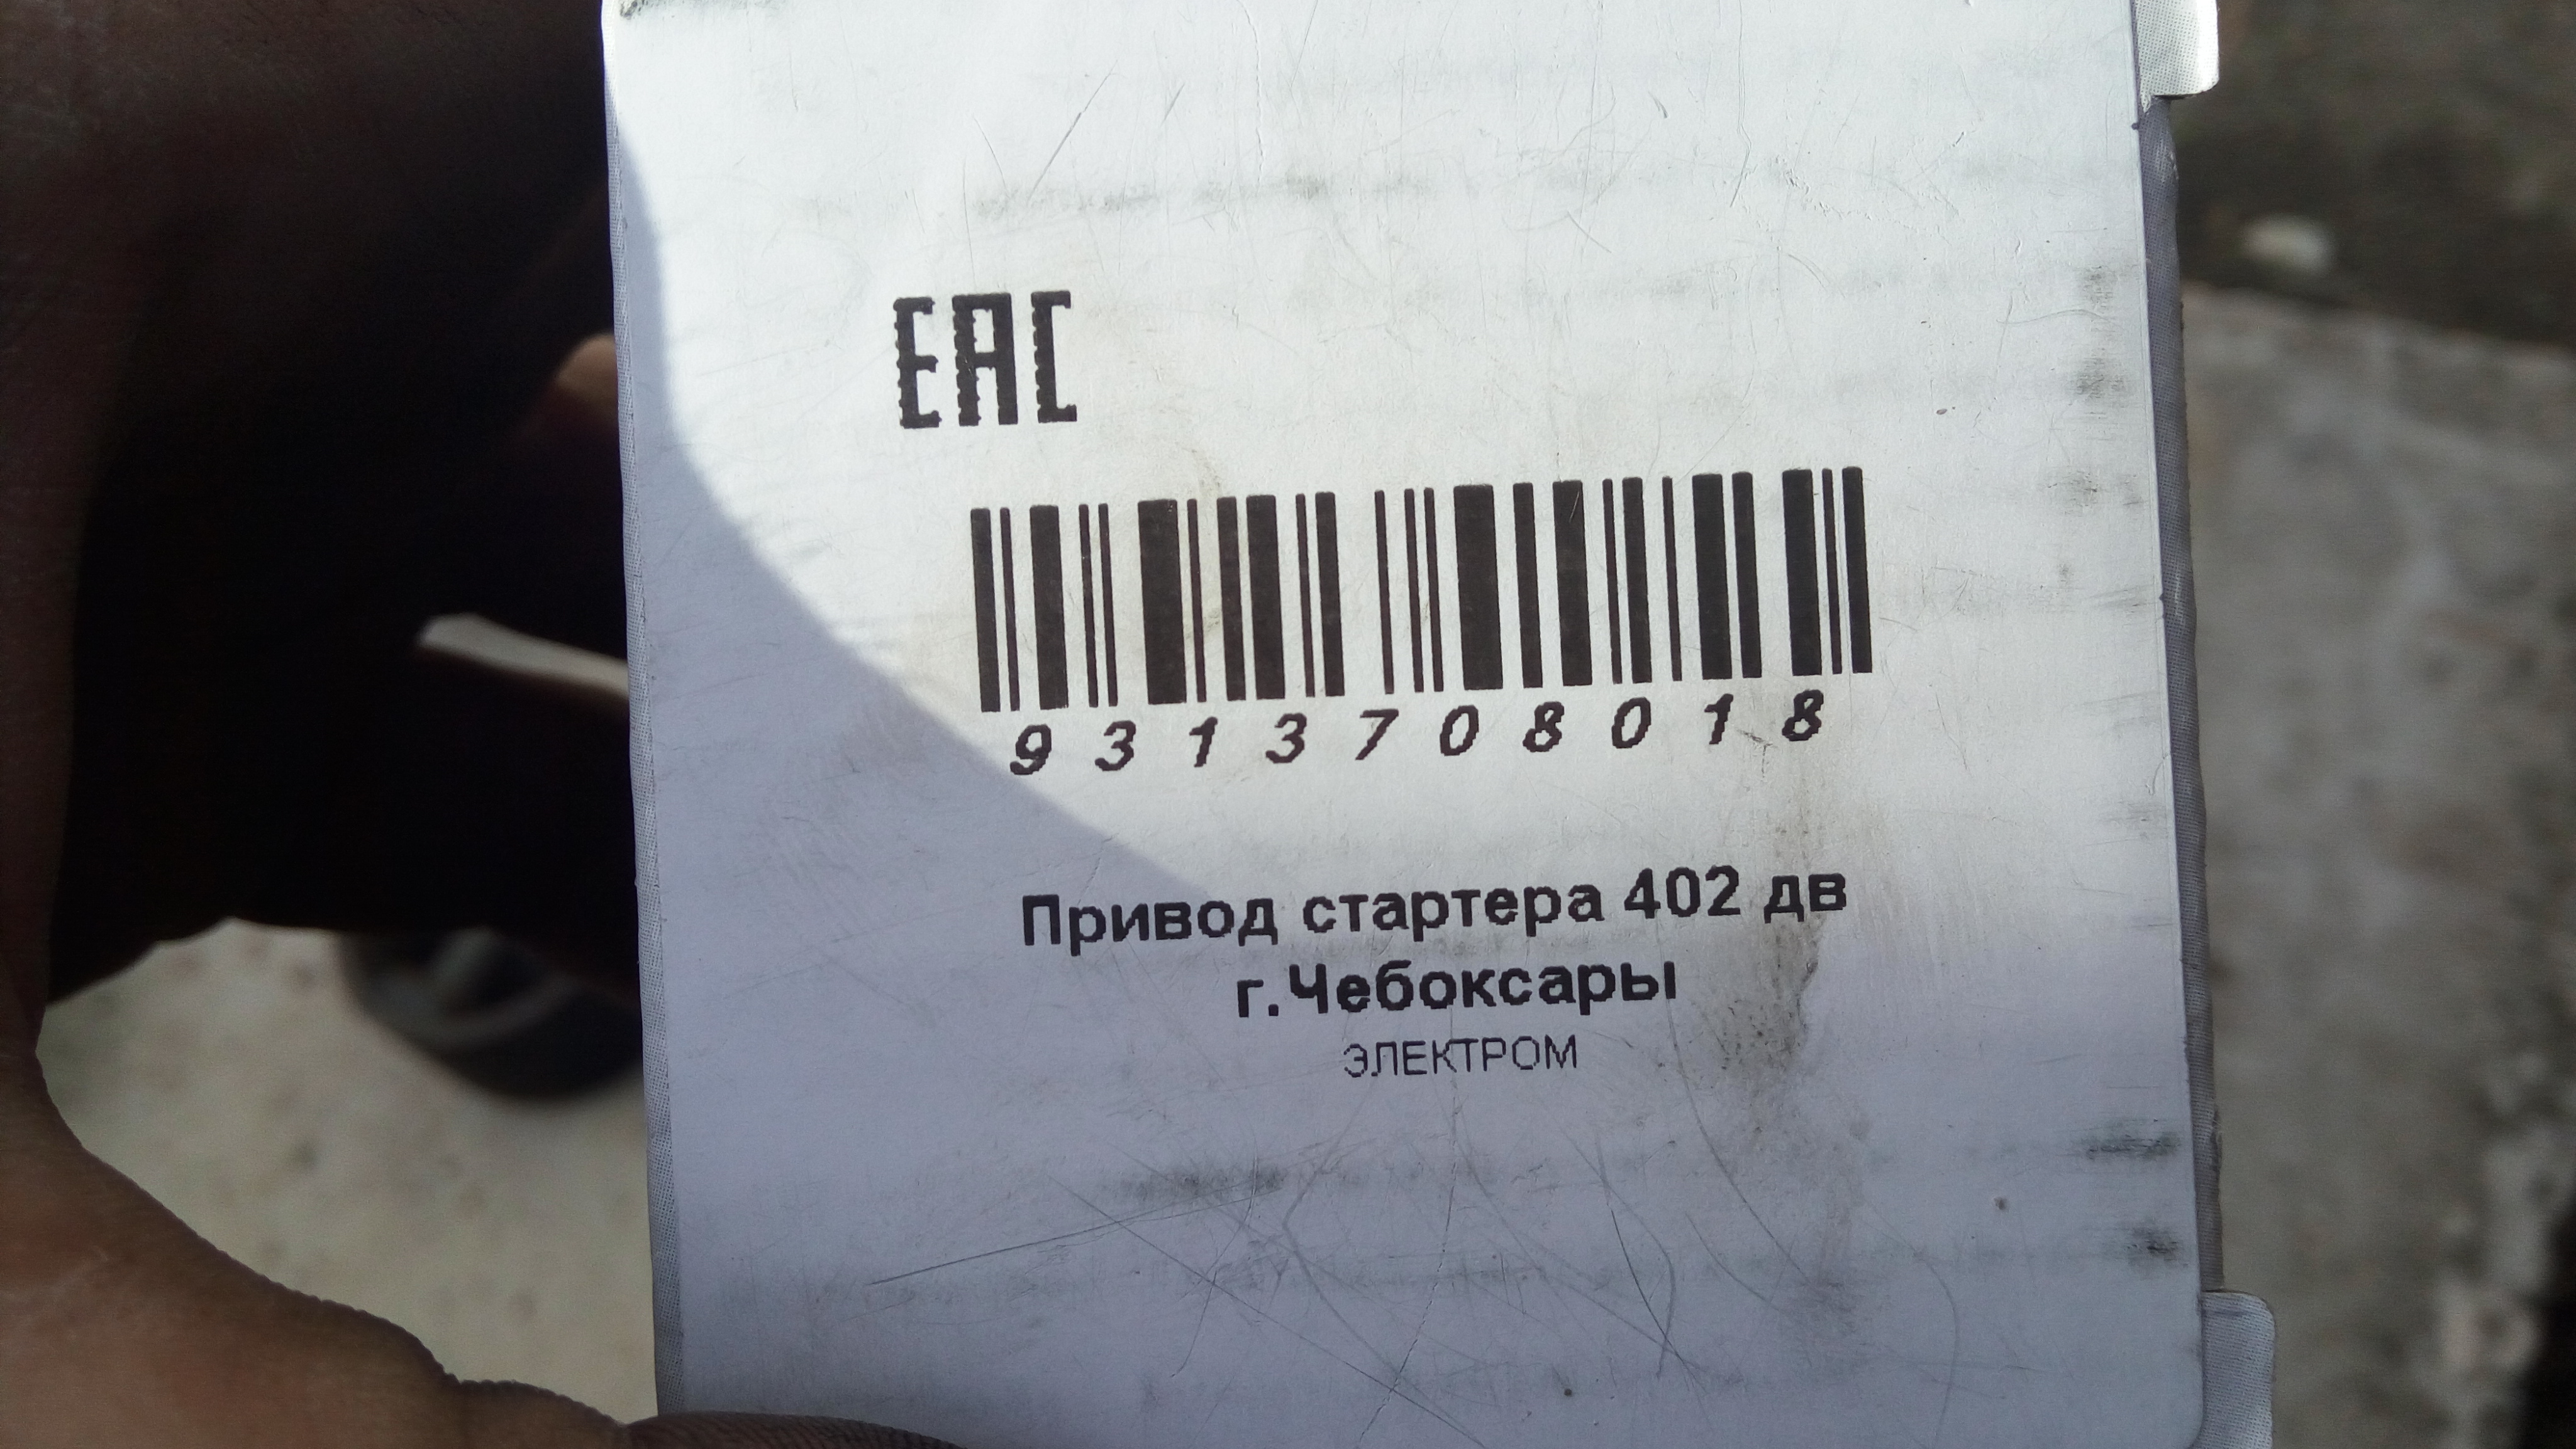 EAC
9313708018
Привод стартера 402 дв
г.Чебоксары
ЭЛЕКТРОМ